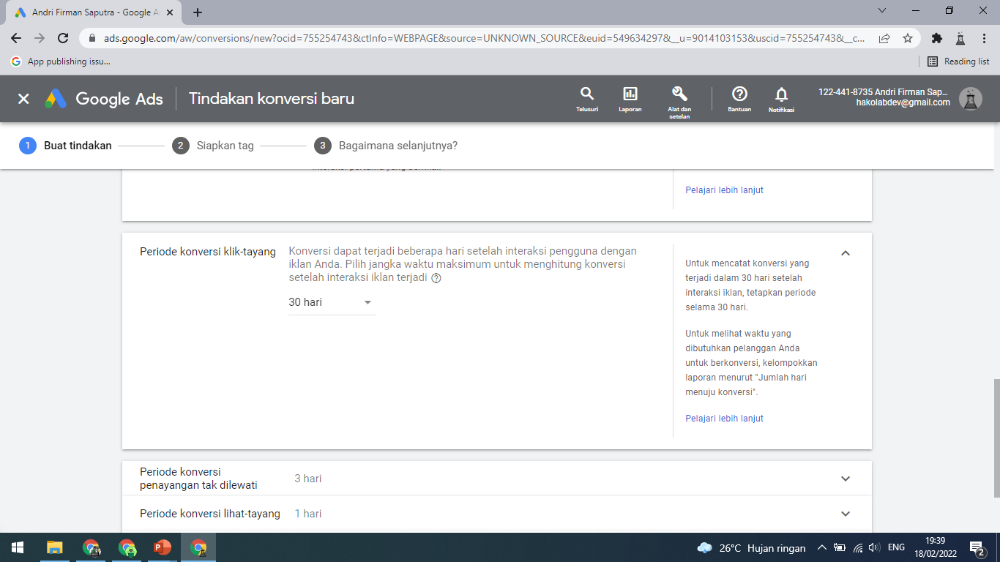 Andri Firman Saputra - Google A
ads.google.com/aw/conversions/new?ocid=755254743&ctInfo=WEBPAGE&source=UNKNOWN_SOURCE&euid=549634297&__u=9014103153&uscid=755254743&__c...
App publishing issu...
Reading list
Google Ads
Tindakan konversi baru
Telusuri
Laporan
Alat dan
setelan
Bantuan
Notifikasi
122-441-8735 Andri Firman Sap...
hakolabdev@gmail.com
1 Buat tindakan
2 Siapkan tag
3 Bagaimana selanjutnya?
Pelajari lebih lanjut
Periode konversi klik-tayang
Konversi dapat terjadi beberapa hari setelah interaksi pengguna dengan
iklan Anda. Pilih jangka waktu maksimum untuk menghitung konversi
setelah interaksi iklan terjadi
30 hari
Untuk mencatat konversi yang
terjadi dalam 30 hari setelah
interaksi iklan, tetapkan periode
selama 30 hari.
Untuk melihat waktu yang
dibutuhkan pelanggan Anda
untuk berkonversi, kelompokkan
laporan menurut "Jumlah hari
menuju konversi".
Pelajari lebih lanjut
Periode konversi
penayangan tak dilewati
3 hari
Periode konversi lihat-tayang
1 hari
26°C Hujan ringan
ENG
19:39
18/02/2022
2